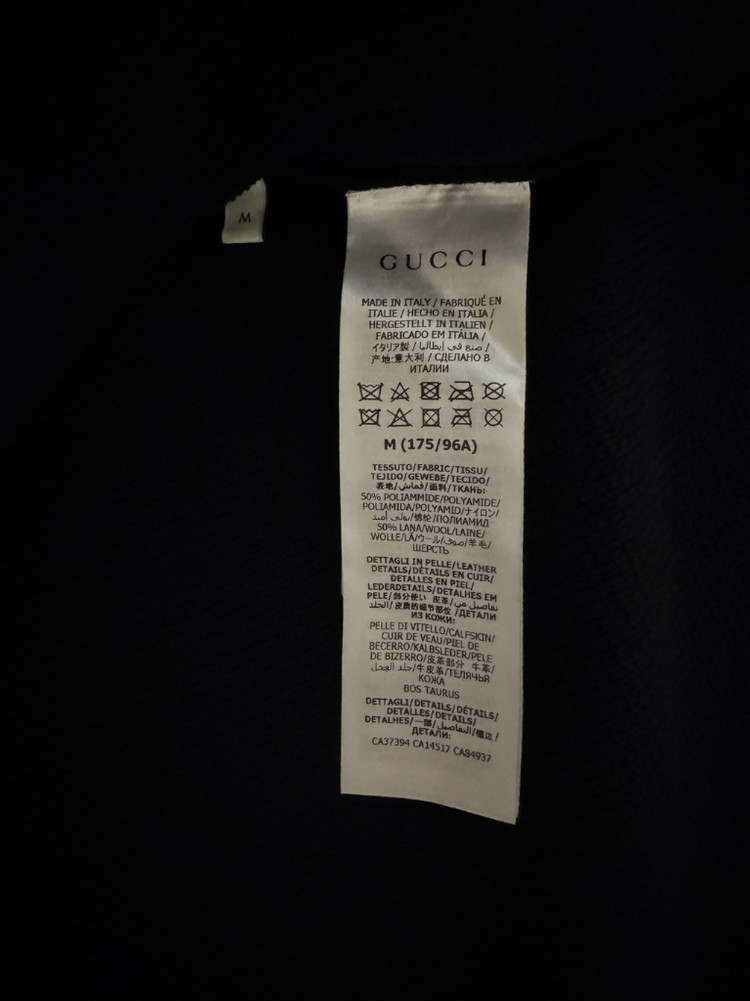 M
GUCCI
MADE IN ITALY / FABRIQUÉ EN
ITALIE / HECHO EN ITALIA /
HERGESTELLT IN ITALIEN /
FABRICADO EM ITÁLIA /
イタリア製 / صنع في إيطاليا /
产地:意大利 / СДЕЛАНО В
ИТАЛИИ
M (175/96A)
TESSUTO/FABRIC/TISSU/
TEJIDO/GEWEBE/TECIDO/
表地/قماش/面料/ТКАНЬ:
50% POLIAMMIDE/POLYAMIDE/
POLIAMIDA/POLYAMID/ナイロン/
بولي أميد/锦纶/ПОЛИАМИД
50% LANA/WOOL/LAINE/
WOLLE/LÃ/ウール/صوف/羊毛/
ШЕРСТЬ
DETTAGLI IN PELLE/LEATHER
DETAILS/DÉTAILS EN CUIR/
DETALLES EN PIEL/
LEDERDETAILS/DETALHES EM
PELE/部分使い 皮革/تفاصيل من
الجلد/皮质的细节部位/ДЕТАЛИ
ИЗ КОЖИ:
PELLE DI VITELLO/CALFSKIN/
CUIR DE VEAU/PIEL DE
BECERRO/KALBSLEDER/PELE
DE BIZERRO/皮革部分 牛革/
جلد العجل/牛皮革/ТЕЛЯЧЬЯ
КОЖА
BOS TAURUS
DETTAGLI/DETAILS/DÉTAILS/
DETALLES/DETAILS/
DETALHES/一部/التفاصيل/镶边/
ДЕТАЛИ:
CA37394 CA14517 CA84937